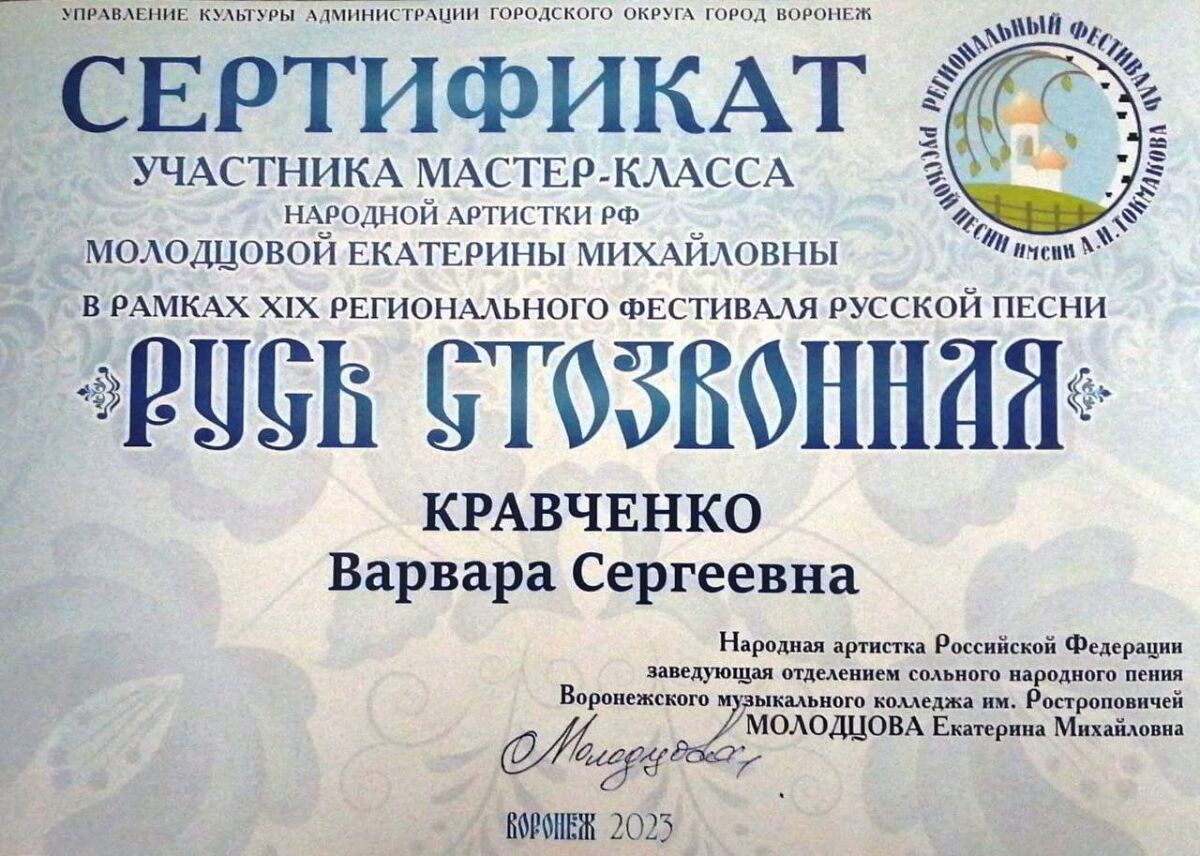 УПРАВЛЕНИЕ КУЛЬТУРЫ АДМИНИСТРАЦИИ ГОРОДСКОГО ОКРУГА ГОРОД ВОРОНЕЖ
СЕРТИФИКАТ
РЕГИОНАЛЬНЫЙ ФЕСТИВАЛЬ
РУССКОЙ ПЕСНИ ИМЕНИ А.И.ТОКМАКОВА
УЧАСТНИКА МАСТЕР-КЛАССА
НАРОДНОЙ АРТИСТКИ РФ
МОЛОДЦОВОЙ ЕКАТЕРИНЫ МИХАЙЛОВНЫ
В РАМКАХ XIX РЕГИОНАЛЬНОГО ФЕСТИВАЛЯ РУССКОЙ ПЕСНИ
РУСЬ СТОЗВОННАЯ
КРАВЧЕНКО
Варвара Сергеевна
Народная артистка Российской Федерации
заведующая отделением сольного народного пения
Воронежского музыкального колледжа им. Ростроповичей
МОЛОДЦОВА Екатерина Михайловна
Молодцова
ВОРОНЕЖ 2023